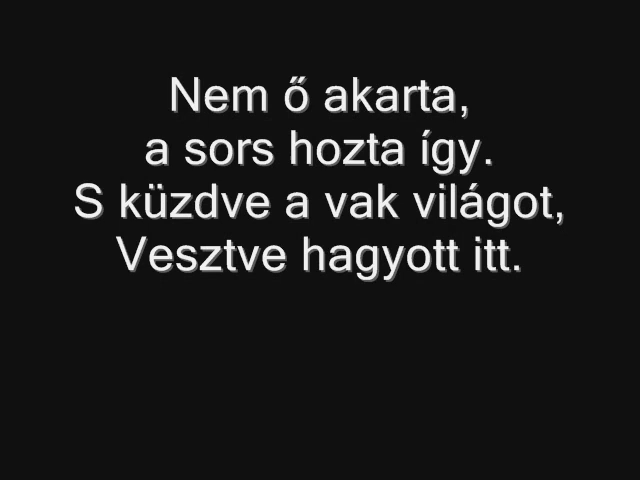 Nem ő akarta,
a sors hozta így.
S küzdve a vak világot,
Vesztve hagyott itt.